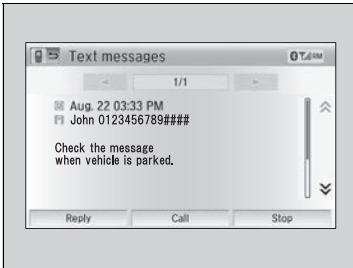 Text messages
1/1
Aug. 22 03:33 PM
John 0123456789####
Check the message
when vehicle is parked.
Reply Call Stop